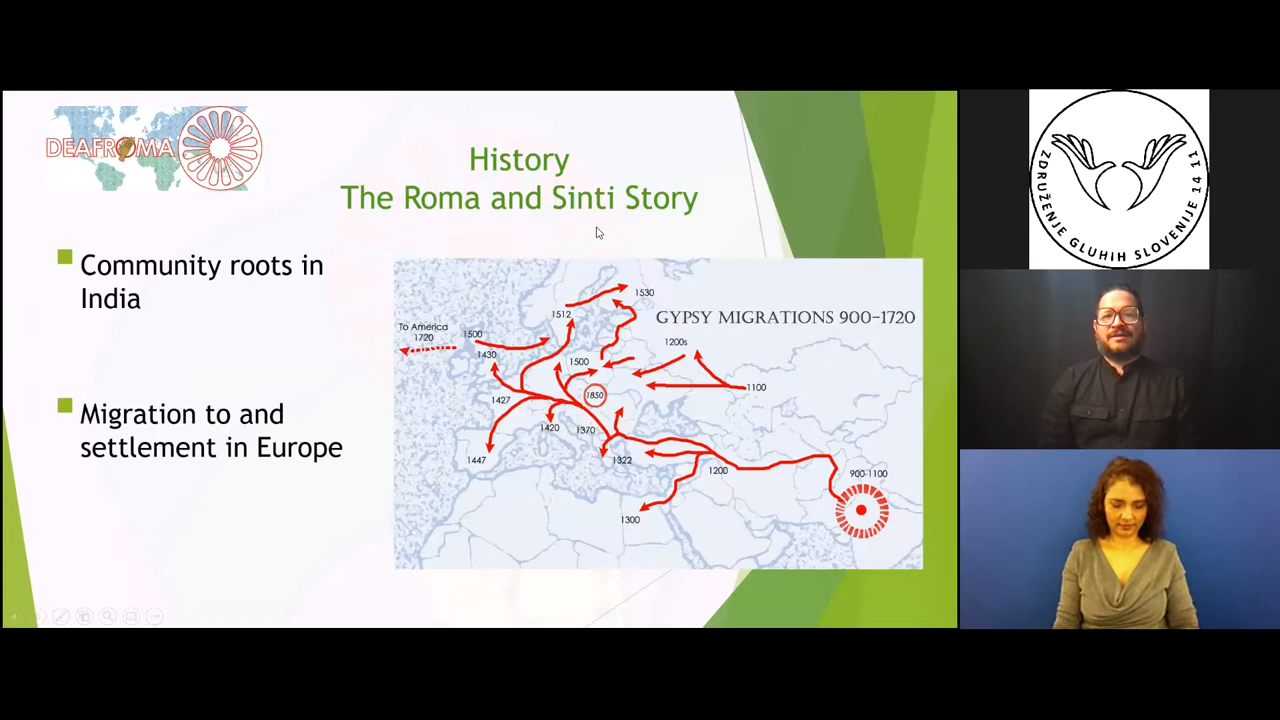 DEAFROMA
History
The Roma and Sinti Story
Community roots in
India
Migration to and
settlement in Europe
GYPSY MIGRATIONS 900-1720
To America
1720
1500
1430
1512
1530
1500
1200s
1100
1850
1427
1420
1370
1447
1322
1200
900-1100
1300
ZDRUŽENJE GLUHIH SLOVENIJE 14 11